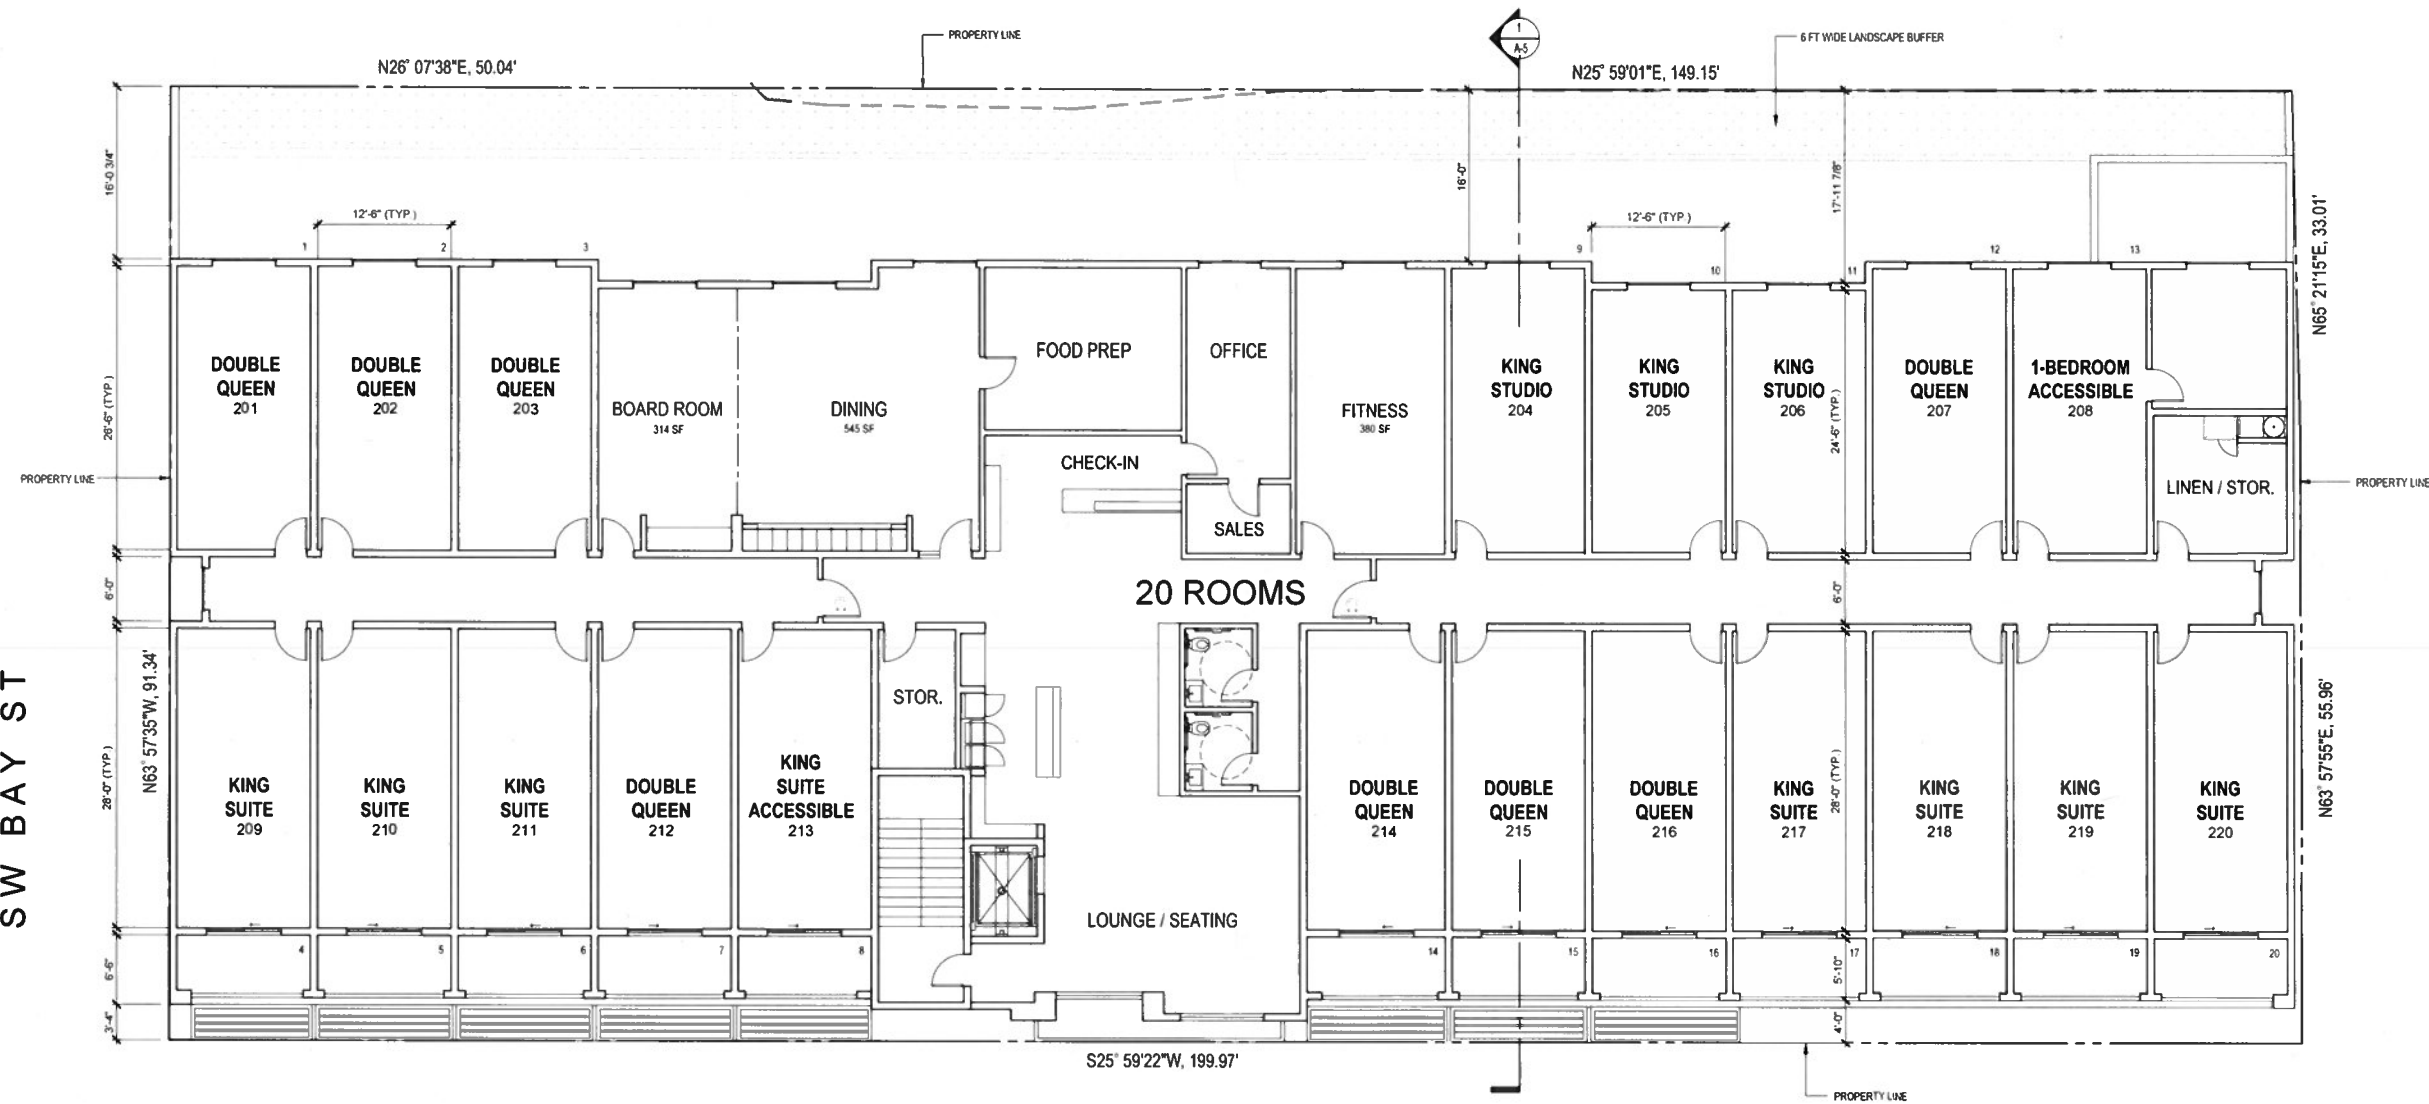 PROPERTY LINE
1
A-5
6 FT WIDE LANDSCAPE BUFFER
N26° 07'38"E, 50.04'
N25° 59'01"E, 149.15'
16'-0 3/4"
16'-0"
17'-11 7/8"
12'-6" (TYP.)
12'-6" (TYP.)
N65° 21'15"E, 33.01'
1
2
3
9
10
11
12
13
26'-6" (TYP.)
DOUBLE
QUEEN
201
DOUBLE
QUEEN
202
DOUBLE
QUEEN
203
BOARD ROOM
314 SF
DINING
545 SF
FOOD PREP
OFFICE
CHECK-IN
SALES
FITNESS
380 SF
KING
STUDIO
204
KING
STUDIO
205
KING
STUDIO
206
24'-6" (TYP.)
DOUBLE
QUEEN
207
1-BEDROOM
ACCESSIBLE
208
LINEN / STOR.
PROPERTY LINE
PROPERTY LINE
6'-0"
20 ROOMS
6'-0"
SW BAY ST
N63° 57'35"W, 91.34'
28'-0" (TYP.)
KING
SUITE
209
KING
SUITE
210
KING
SUITE
211
DOUBLE
QUEEN
212
KING
SUITE
ACCESSIBLE
213
STOR.
LOUNGE / SEATING
DOUBLE
QUEEN
214
DOUBLE
QUEEN
215
DOUBLE
QUEEN
216
KING
SUITE
217
28'-0" (TYP.)
KING
SUITE
218
KING
SUITE
219
KING
SUITE
220
N63° 57'55"E, 55.96'
6'-6"
4
5
6
7
8
14
15
16
17
5'-10"
18
19
20
3'-4"
4'-0"
S25° 59'22"W, 199.97'
PROPERTY LINE